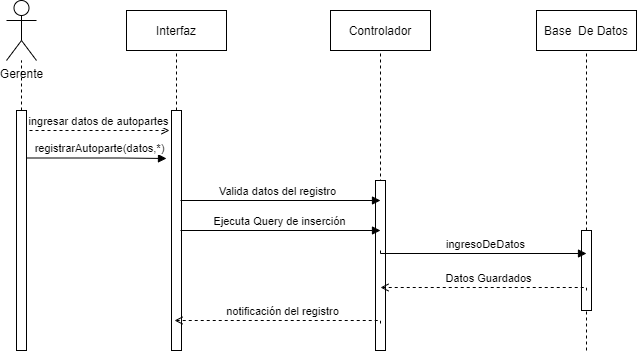 Interfaz
Controlador
Base De Datos
Gerente
ingresar datos de autopartes
registrarAutoparte(datos,*)
Valida datos del registro
Ejecuta Query de inserción
ingresoDeDatos
Datos Guardados
notificación del registro